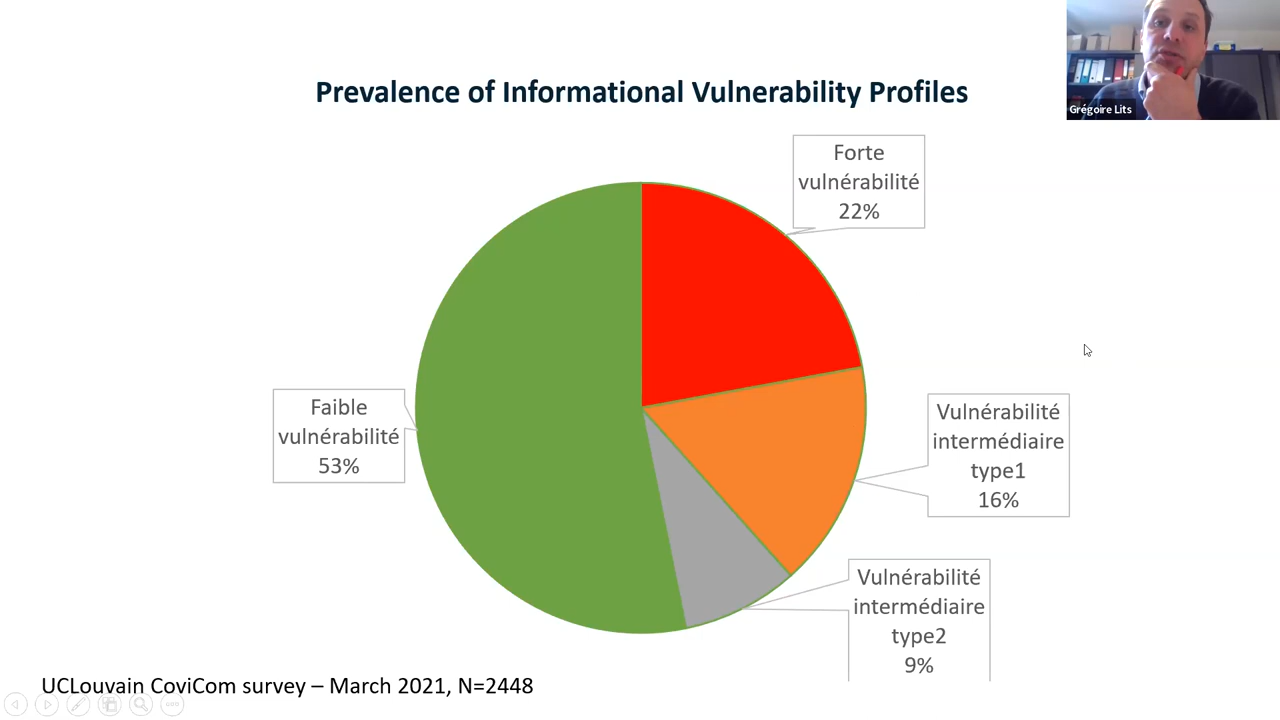 Prevalence of Informational Vulnerability Profiles
Grégoire Lits
Forte
vulnérabilité
22%
Faible
vulnérabilité
53%
Vulnérabilité
intermédiaire
type1
16%
Vulnérabilité
intermédiaire
type2
9%
UCLouvain CoviCom survey – March 2021, N=2448